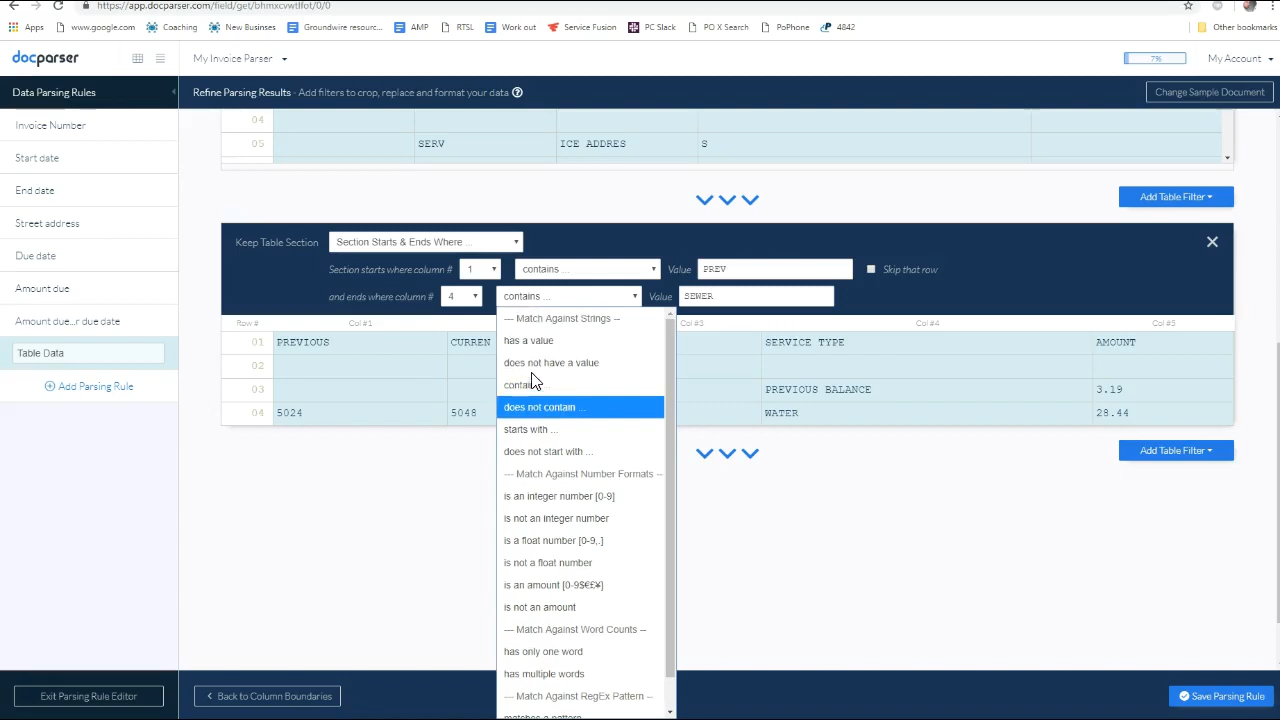 https://app.docparser.com/field/get/bhmxcvwtlfot/0/0
Apps www.google.com Coaching New Businses Groundwire resourc... AMP RTSL Work out Service Fusion PC Slack PO X Search PoPhone 4842 Other bookmarks
docparser My Invoice Parser 7% My Account
Data Parsing Rules Refine Parsing Results - Add filters to crop, replace and format your data Change Sample Document
Invoice Number
Start date
End date
Street address
Due date
Amount due
Amount due...r due date
Table Data
Add Parsing Rule
04
05 SERV ICE ADDRES S
Add Table Filter
Keep Table Section Section Starts & Ends Where ...
Section starts where column # 1 contains ... Value PREV Skip that row
and ends where column # 4 contains ... Value SEWER
Row # Col #1 Col #3 Col #4 Col #5
01 PREVIOUS CURREN SERVICE TYPE AMOUNT
02
03 PREVIOUS BALANCE 3.19
04 5024 5048 WATER 28.44
Add Table Filter
--- Match Against Strings --
has a value
does not have a value
does not contain ...
starts with ...
does not start with ...
--- Match Against Number Formats --
is an integer number [0-9]
is not an integer number
is a float number [0-9,.]
is not a float number
is an amount [0-9$€£¥]
is not an amount
--- Match Against Word Counts --
has only one word
has multiple words
--- Match Against RegEx Pattern --
matches a pattern
Exit Parsing Rule Editor Back to Column Boundaries Save Parsing Rule